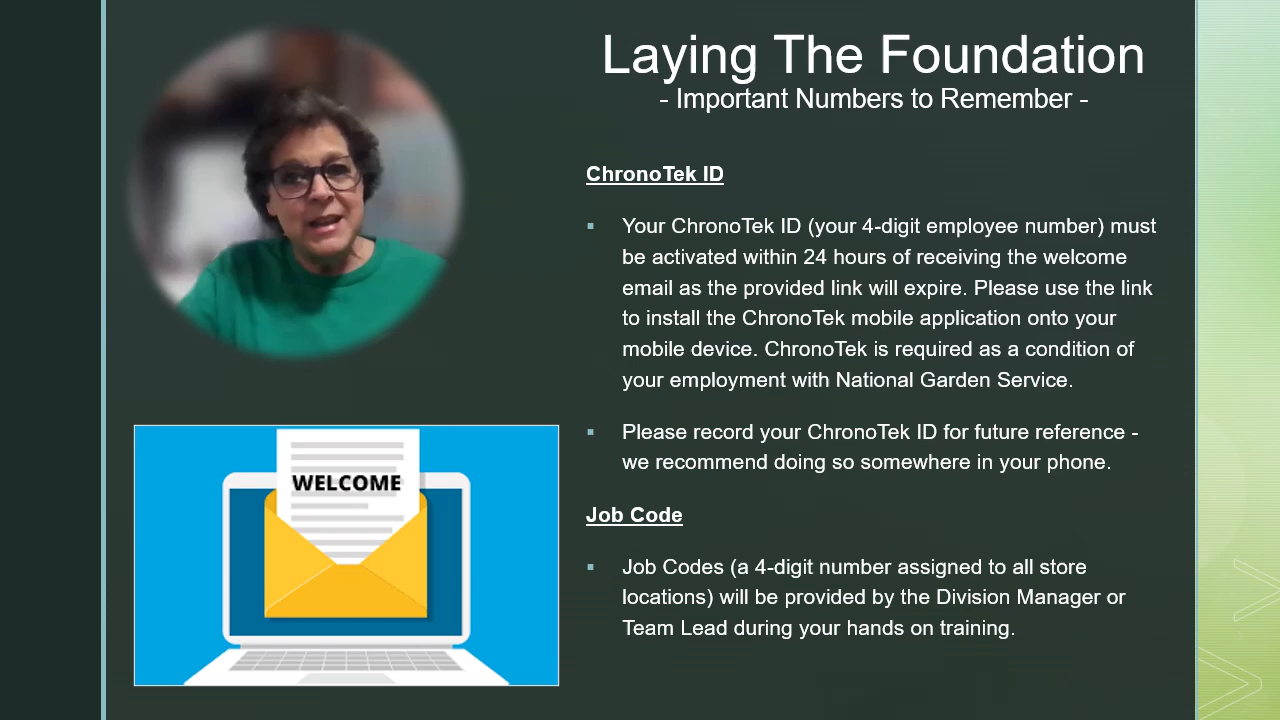 Laying The Foundation
- Important Numbers to Remember -
ChronoTek ID
▪ Your ChronoTek ID (your 4-digit employee number) must
be activated within 24 hours of receiving the welcome
email as the provided link will expire. Please use the link
to install the ChronoTek mobile application onto your
mobile device. ChronoTek is required as a condition of
your employment with National Garden Service.
▪ Please record your ChronoTek ID for future reference -
we recommend doing so somewhere in your phone.
WELCOME
Job Code
▪ Job Codes (a 4-digit number assigned to all store
locations) will be provided by the Division Manager or
Team Lead during your hands on training.